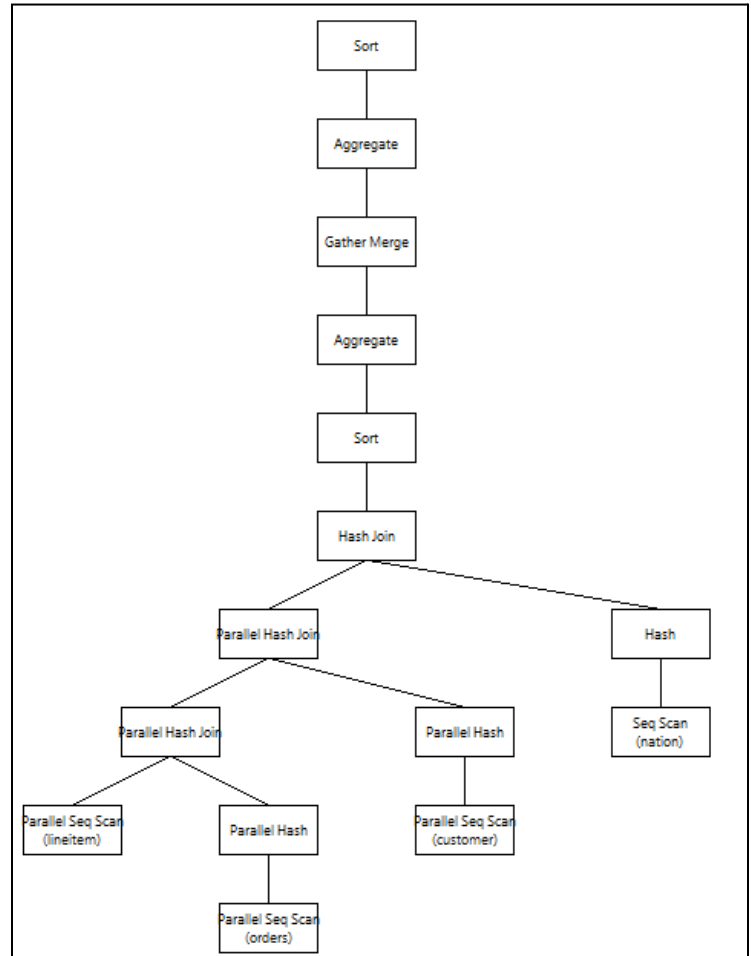 Sort
Aggregate
Gather Merge
Aggregate
Sort
Hash Join
Parallel Hash Join
Hash
Parallel Hash Join
Parallel Hash
Seq Scan
(nation)
Parallel Seq Scan
(lineitem)
Parallel Hash
Parallel Seq Scan
(customer)
Parallel Seq Scan
(orders)